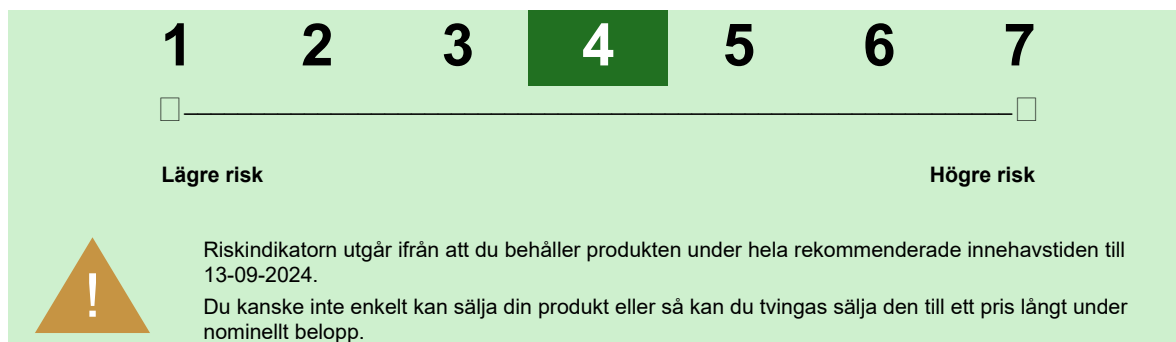 1 2 3 4 5 6 7
Lägre risk Högre risk
Riskindikatorn utgår ifrån att du behåller produkten under hela rekommenderade innehavstiden till
13-09-2024.
Du kanske inte enkelt kan sälja din produkt eller så kan du tvingas sälja den till ett pris långt under
nominellt belopp.
!